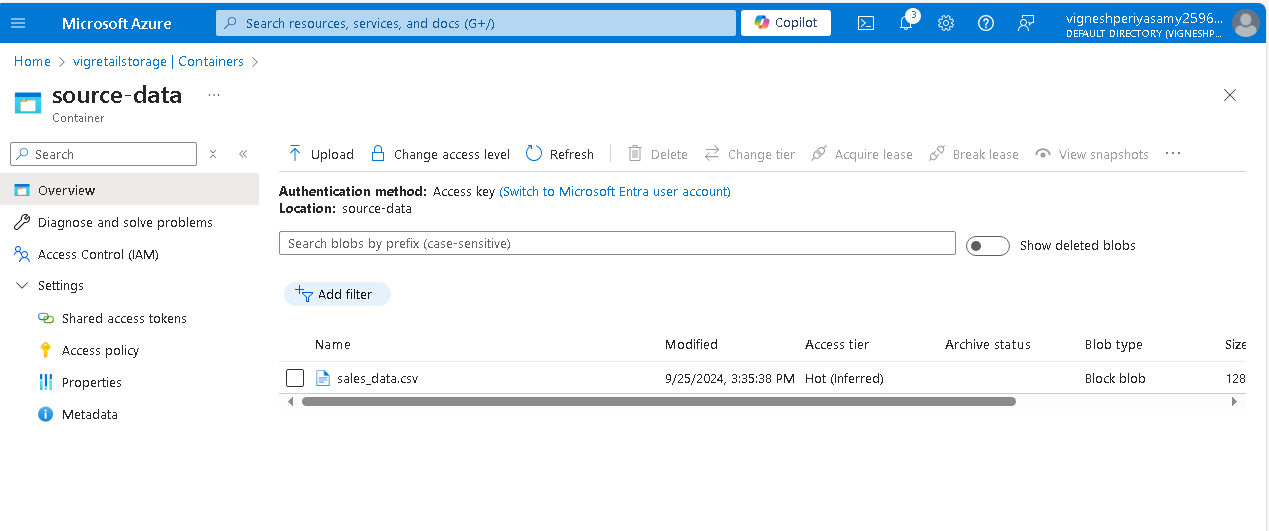 Microsoft Azure
Search resources, services, and docs (G+/)
Copilot
3
vigneshperiyasamy2596...
DEFAULT DIRECTORY (VIGNESHP...
Home > vigretailstorage | Containers >
source-data ...
Container
Search
Overview
Diagnose and solve problems
Access Control (IAM)
Settings
Shared access tokens
Access policy
Properties
Metadata
Upload Change access level Refresh Delete Change tier Acquire lease Break lease View snapshots ...
Authentication method: Access key (Switch to Microsoft Entra user account)
Location: source-data
Search blobs by prefix (case-sensitive)
Show deleted blobs
Add filter
Name Modified Access tier Archive status Blob type Size
sales_data.csv 9/25/2024, 3:35:38 PM Hot (Inferred) Block blob 128